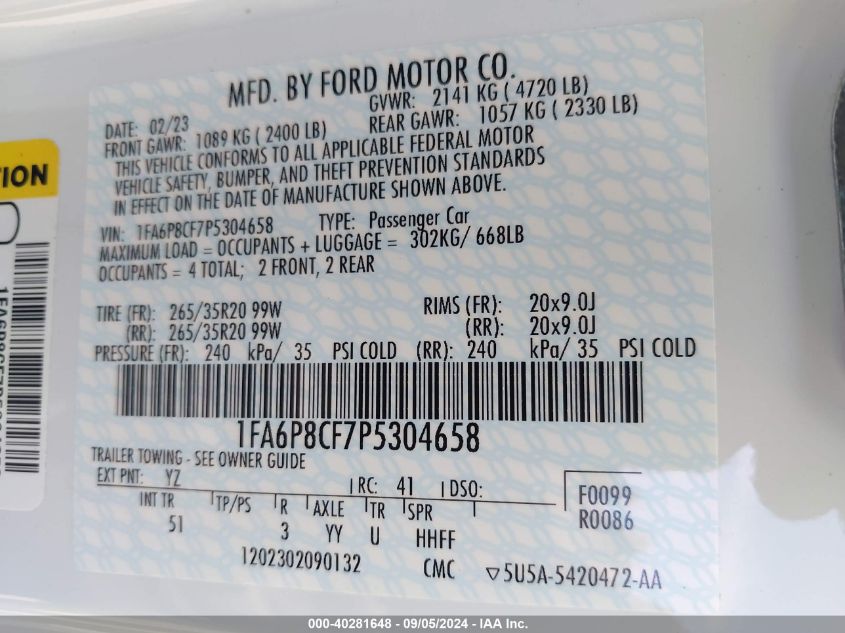 MFD. BY FORD MOTOR CO.
DATE: 02/23 GVWR: 2141 KG ( 4720 LB)
FRONT GAWR: 1089 KG ( 2400 LB) REAR GAWR: 1057 KG ( 2330 LB)
THIS VEHICLE CONFORMS TO ALL APPLICABLE FEDERAL MOTOR
VEHICLE SAFETY, BUMPER, AND THEFT PREVENTION STANDARDS
IN EFFECT ON THE DATE OF MANUFACTURE SHOWN ABOVE.
VIN: 1FA6P8CF7P5304658 TYPE: Passenger Car
MAXIMUM LOAD = OCCUPANTS + LUGGAGE = 302KG/ 668LB
OCCUPANTS = 4 TOTAL; 2 FRONT, 2 REAR
TIRE (FR): 265/35R20 99W RIMS (FR): 20x9.0J
(RR): 265/35R20 99W (RR): 20x9.0J
PRESSURE (FR): 240 kPa/ 35 PSI COLD (RR): 240 kPa/ 35 PSI COLD
1FA6P8CF7P5304658
TRAILER TOWING - SEE OWNER GUIDE
EXT PNT: YZ RC: 41 DSO: F0099
INT TR TP/PS R AXLE TR SPR R0086
51 3 YY U HHFF
1202302090132 CMC ▽5U5A-5420472-AA
TION
000-40281648 - 09/05/2024 - IAA Inc.